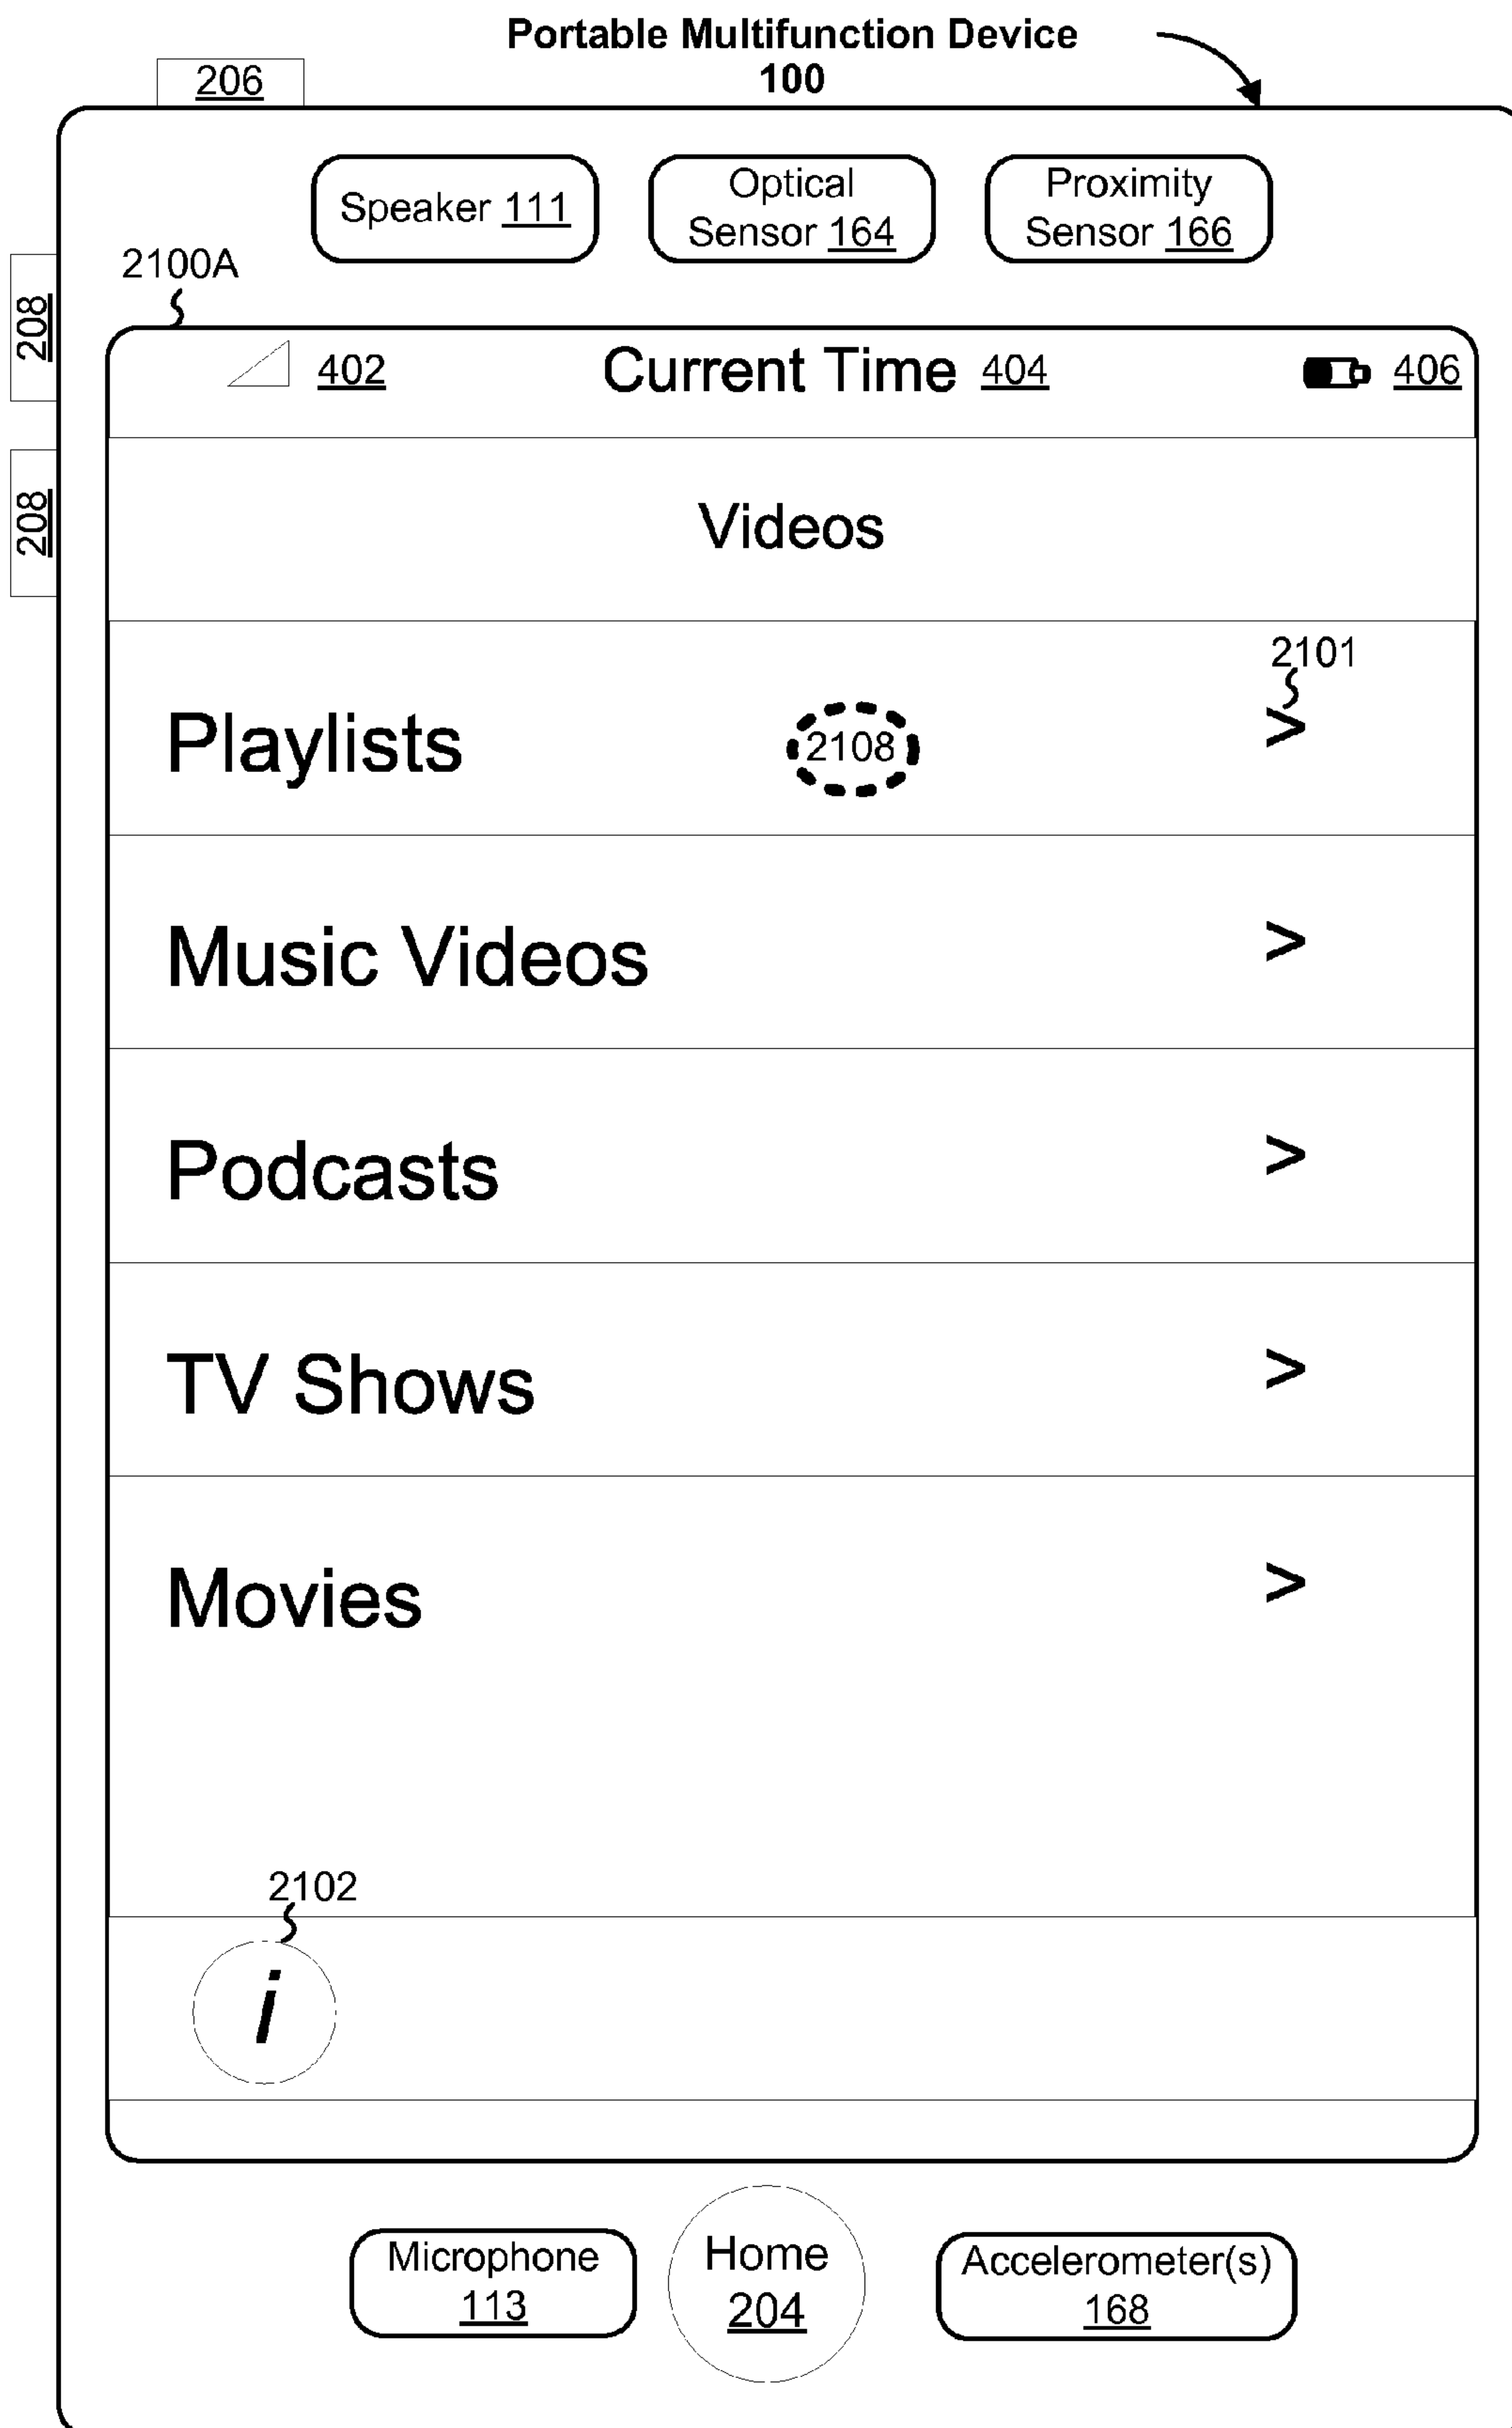 Portable Multifunction Device
100
206
Speaker 111
Optical
Sensor 164
Proximity
Sensor 166
2100A
208
402
Current Time 404
406
208
Videos
2101
Playlists
2108
>
Music Videos
>
Podcasts
>
TV Shows
>
Movies
>
2102
i
Microphone
113
Home
204
Accelerometer(s)
168